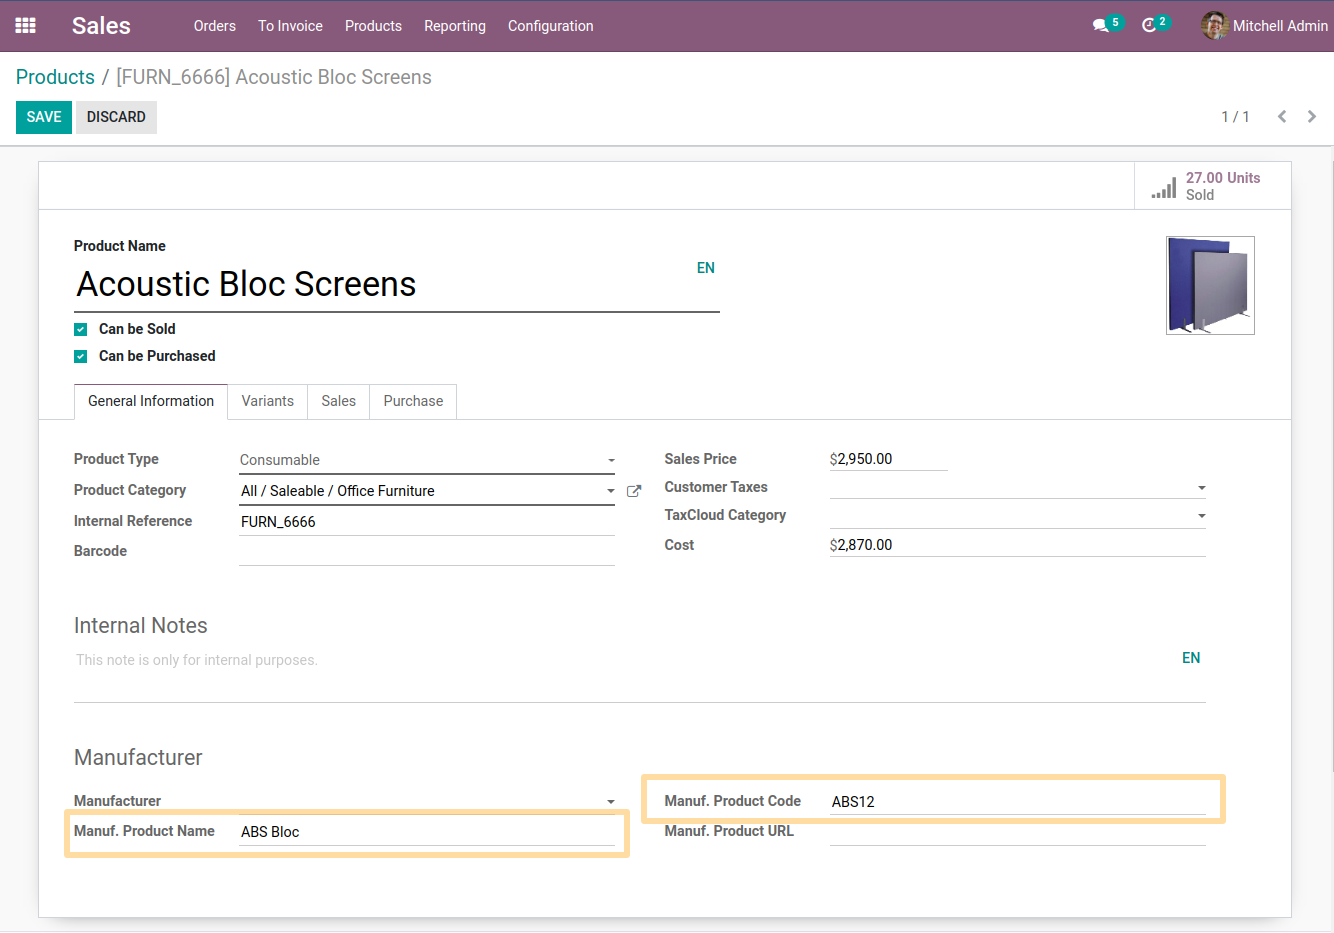 Sales Orders To Invoice Products Reporting Configuration 5 2 Mitchell Admin
Products / [FURN_6666] Acoustic Bloc Screens
SAVE DISCARD 1 / 1
27.00 Units
Sold
Product Name
Acoustic Bloc Screens EN
Can be Sold
Can be Purchased
General Information Variants Sales Purchase
Product Type Consumable
Product Category All / Saleable / Office Furniture
Internal Reference FURN_6666
Barcode
Sales Price $2,950.00
Customer Taxes
TaxCloud Category
Cost $2,870.00
Internal Notes
This note is only for internal purposes. EN
Manufacturer
Manufacturer
Manuf. Product Name ABS Bloc
Manuf. Product Code ABS12
Manuf. Product URL